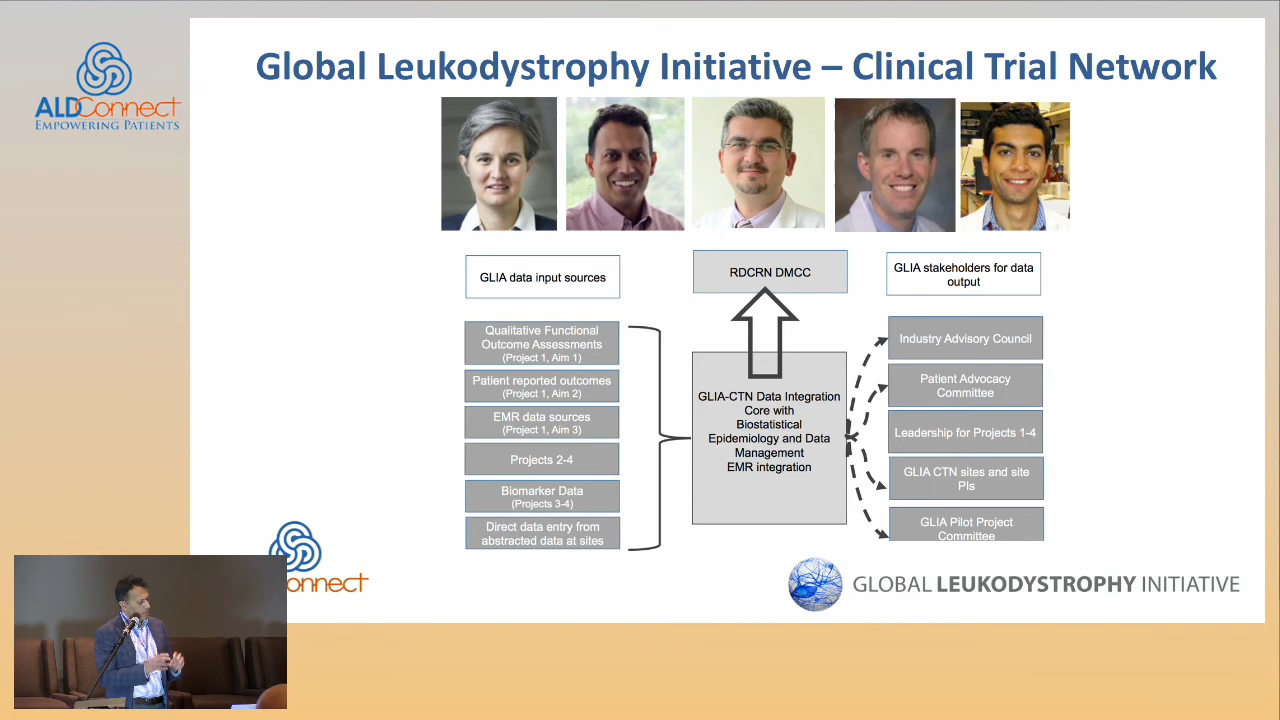 ALDConnect
EMPOWERING PATIENTS
Global Leukodystrophy Initiative – Clinical Trial Network
GLIA data input sources
Qualitative Functional
Outcome Assessments
(Project 1, Aim 1)
Patient reported outcomes
(Project 1, Aim 2)
EMR data sources
(Project 1, Aim 3)
Projects 2-4
Biomarker Data
(Projects 3-4)
Direct data entry from
abstracted data at sites
RDCRN DMCC
GLIA-CTN Data Integration
Core with
Biostatistical
Epidemiology and Data
Management
EMR integration
GLIA stakeholders for data
output
Industry Advisory Council
Patient Advocacy
Committee
Leadership for Projects 1-4
GLIA CTN sites and site
PIs
GLIA Pilot Project
Committee
onnect
GLOBAL LEUKODYSTROPHY INITIATIVE